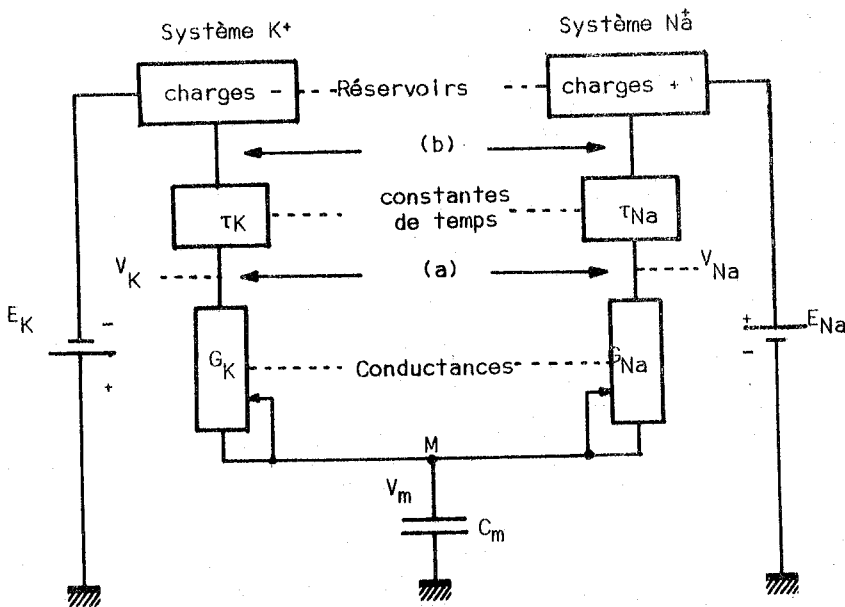 Système K+
Système Na+
charges -
Réservoirs
charges +
(b)
τK
constantes
de temps
τNa
VK
(a)
VNa
EK
-
+
GK
Conductances
GNa
+
-
ENa
M
Vm
Cm